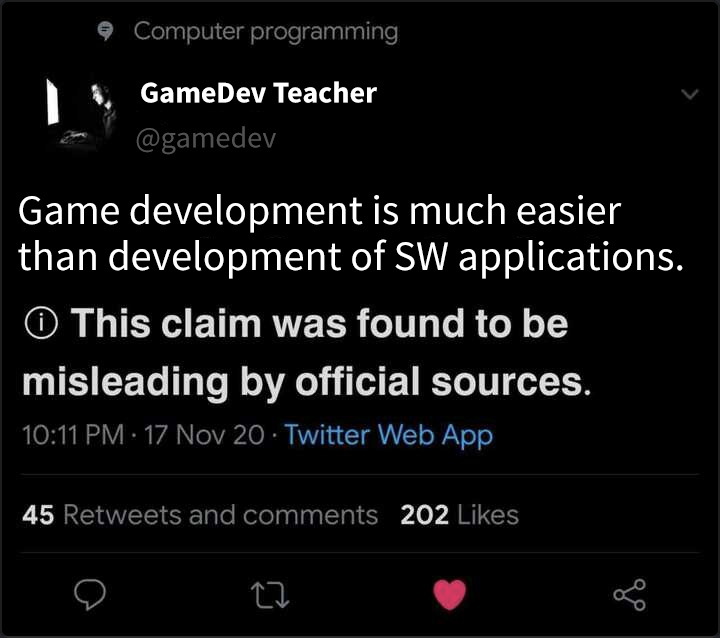 Computer programming
GameDev Teacher
@gamedev
Game development is much easier
than development of SW applications.
This claim was found to be
misleading by official sources.
10:11 PM · 17 Nov 20 · Twitter Web App
45 Retweets and comments 202 Likes